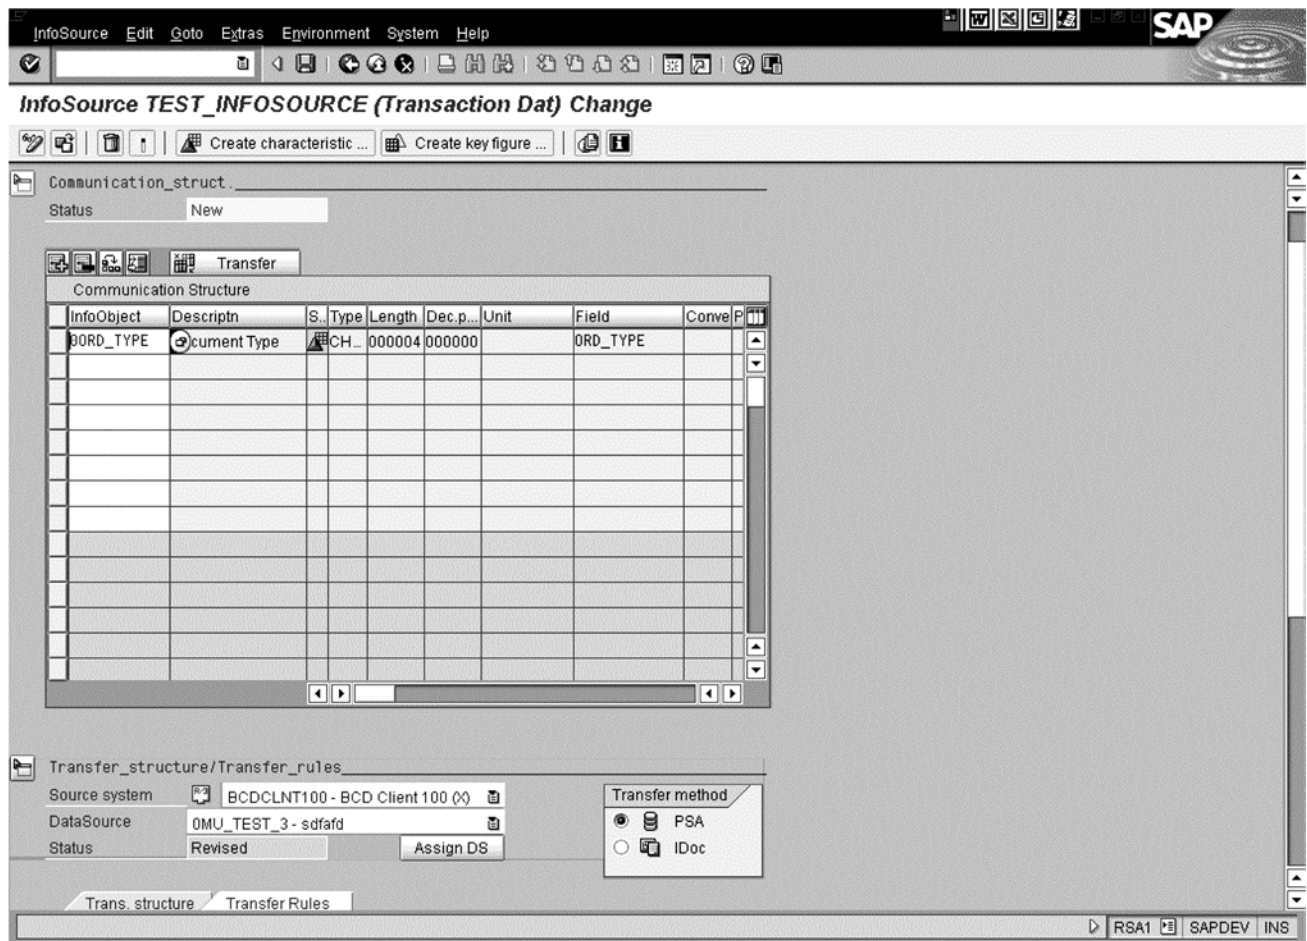 InfoSource Edit Goto Extras Environment System Help
SAP
InfoSource TEST_INFOSOURCE (Transaction Dat) Change
Create characteristic ... Create key figure ...
Communication_struct.
Status New
Transfer
Communication Structure
InfoObject Descriptn S.. Type Length Dec.p... Unit Field Conve P
0ORD_TYPE cument Type CH... 000004 000000 ORD_TYPE
Transfer_structure/Transfer_rules
Source system BCDCLNT100 - BCD Client 100 (X)
Transfer method
DataSource 0MU_TEST_3 - sdfafd
PSA
Status Revised Assign DS
IDoc
Trans. structure Transfer Rules
RSA1 SAPDEV INS